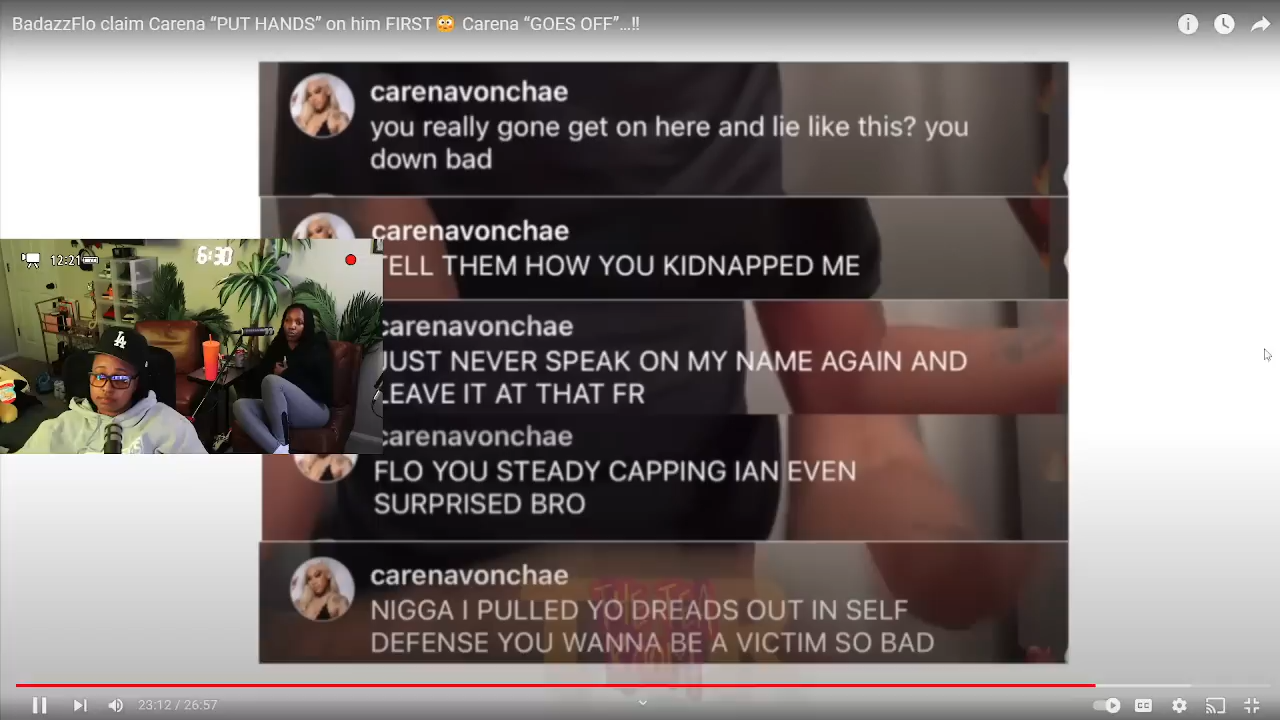 BadazzFlo claim Carena “PUT HANDS” on him FIRST😳 Carena “GOES OFF”...!!
carenavonchae
you really gone get on here and lie like this? you
down bad
carenavonchae
TELL THEM HOW YOU KIDNAPPED ME
12:21
6:30
LA
carenavonchae
JUST NEVER SPEAK ON MY NAME AGAIN AND
LEAVE IT AT THAT FR
carenavonchae
FLO YOU STEADY CAPPING IAN EVEN
SURPRISED BRO
carenavonchae
NIGGA I PULLED YO DREADS OUT IN SELF
DEFENSE YOU WANNA BE A VICTIM SO BAD
THE TEA
ROOM
23:12 / 26:57
CC